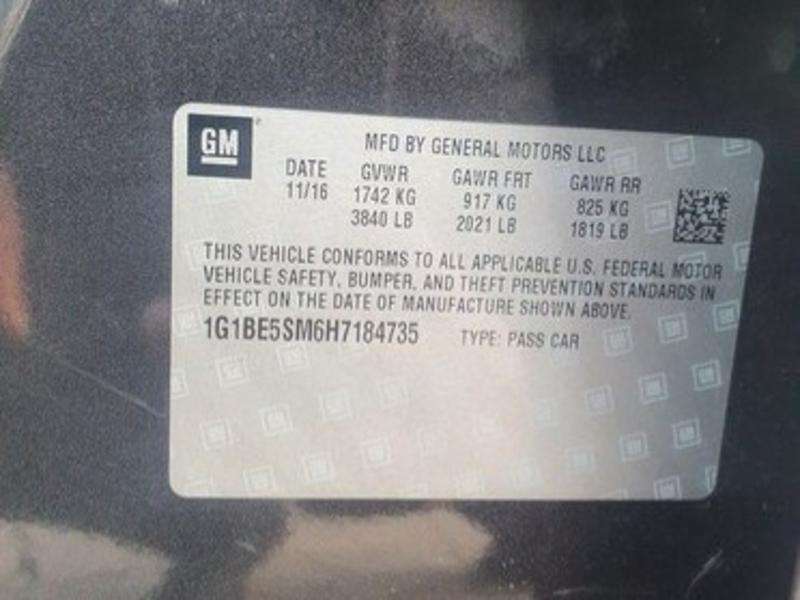 GM
MFD BY GENERAL MOTORS LLC
DATE GVWR GAWR FRT GAWR RR
11/16 1742 KG 917 KG 825 KG
3840 LB 2021 LB 1819 LB
THIS VEHICLE CONFORMS TO ALL APPLICABLE U.S. FEDERAL MOTOR
VEHICLE SAFETY, BUMPER, AND THEFT PREVENTION STANDARDS IN
EFFECT ON THE DATE OF MANUFACTURE SHOWN ABOVE.
1G1BE5SM6H7184735 TYPE: PASS CAR